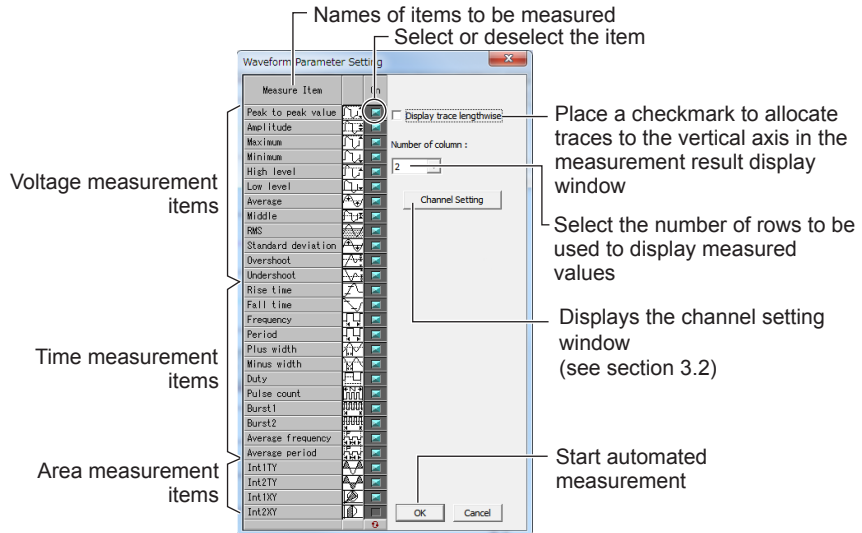 Names of items to be measured
Select or deselect the item
Waveform Parameter Setting
Measure Item
On
Peak to peak value
Amplitude
Maximum
Minimum
High level
Low level
Average
Middle
RMS
Standard deviation
Overshoot
Undershoot
Rise time
Fall time
Frequency
Period
Plus width
Minus width
Duty
Pulse count
Burst1
Burst2
Average frequency
Average period
Int1TY
Int2TY
Int1XY
Int2XY
Display trace lengthwise
Number of column :
2
Channel Setting
OK
Cancel
Voltage measurement
items
Time measurement
items
Area measurement
items
Place a checkmark to allocate
traces to the vertical axis in the
measurement result display
window
Select the number of rows to be
used to display measured
values
Displays the channel setting
window
(see section 3.2)
Start automated
measurement